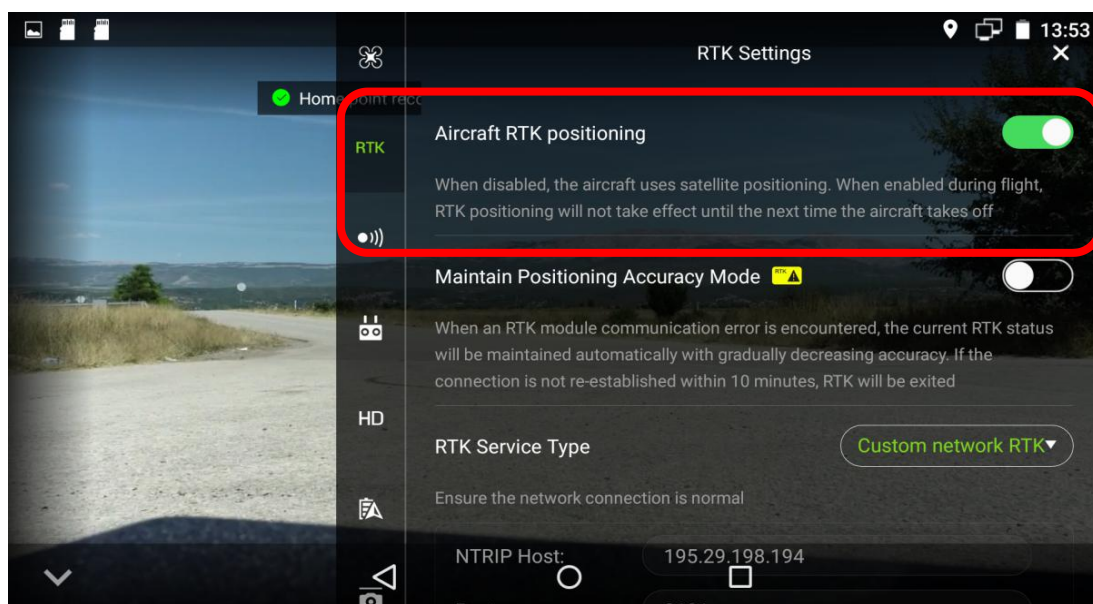 13:53
RTK Settings
Home point reco
RTK
Aircraft RTK positioning
When disabled, the aircraft uses satellite positioning. When enabled during flight,
RTK positioning will not take effect until the next time the aircraft takes off
Maintain Positioning Accuracy Mode RTK
When an RTK module communication error is encountered, the current RTK status
will be maintained automatically with gradually decreasing accuracy. If the
connection is not re-established within 10 minutes, RTK will be exited
HD
RTK Service Type
Custom network RTK
Ensure the network connection is normal
NTRIP Host:
195.29.198.194